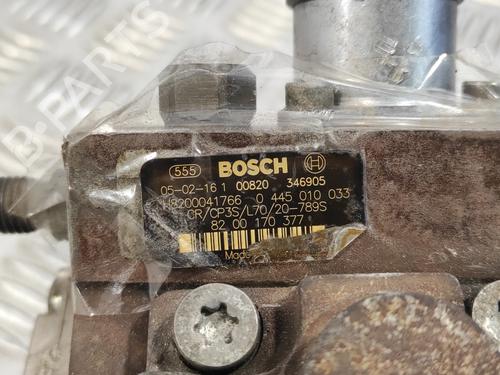 555 BOSCH
05-02-16 1 00820 346905
H8200041766 0 445 010 033
CR/CP3S/L70/20-789S
82 00 170 377
Made